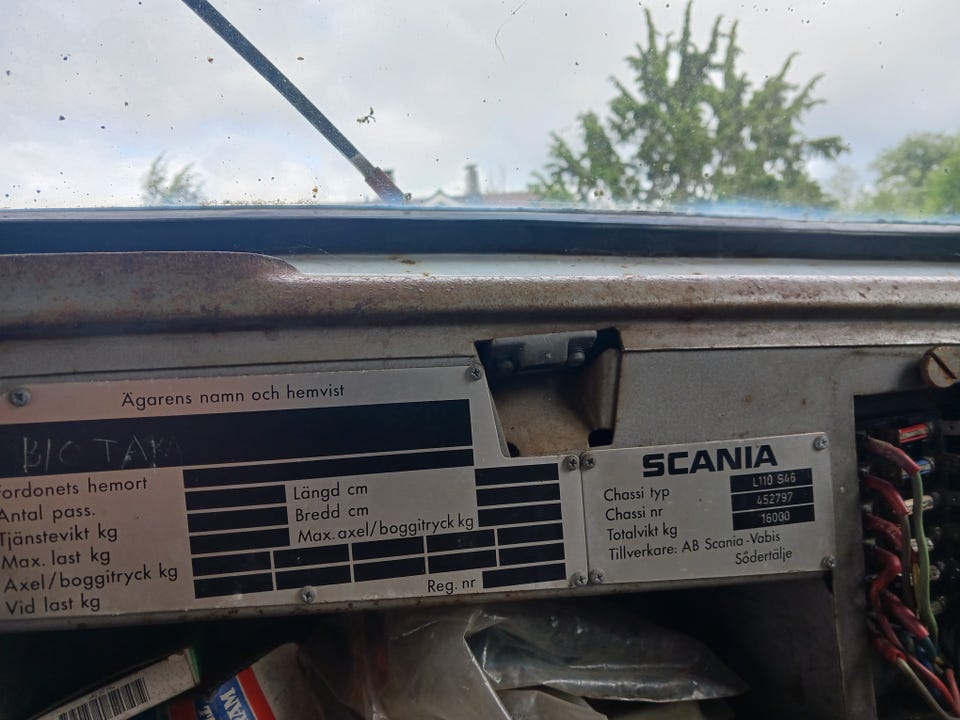 Ägarens namn och hemvist
BIO TAX
Fordonets hemort
Antal pass.
Tjänstevikt kg
Max. last kg
Axel/boggitryck kg
Vid last kg
Längd cm
Bredd cm
Max. axel/boggitryck kg
Reg. nr
SCANIA
Chassi typ L110 S46
Chassi nr 452797
Totalvikt kg 16000
Tillverkare: AB Scania-Vabis
Södertälje